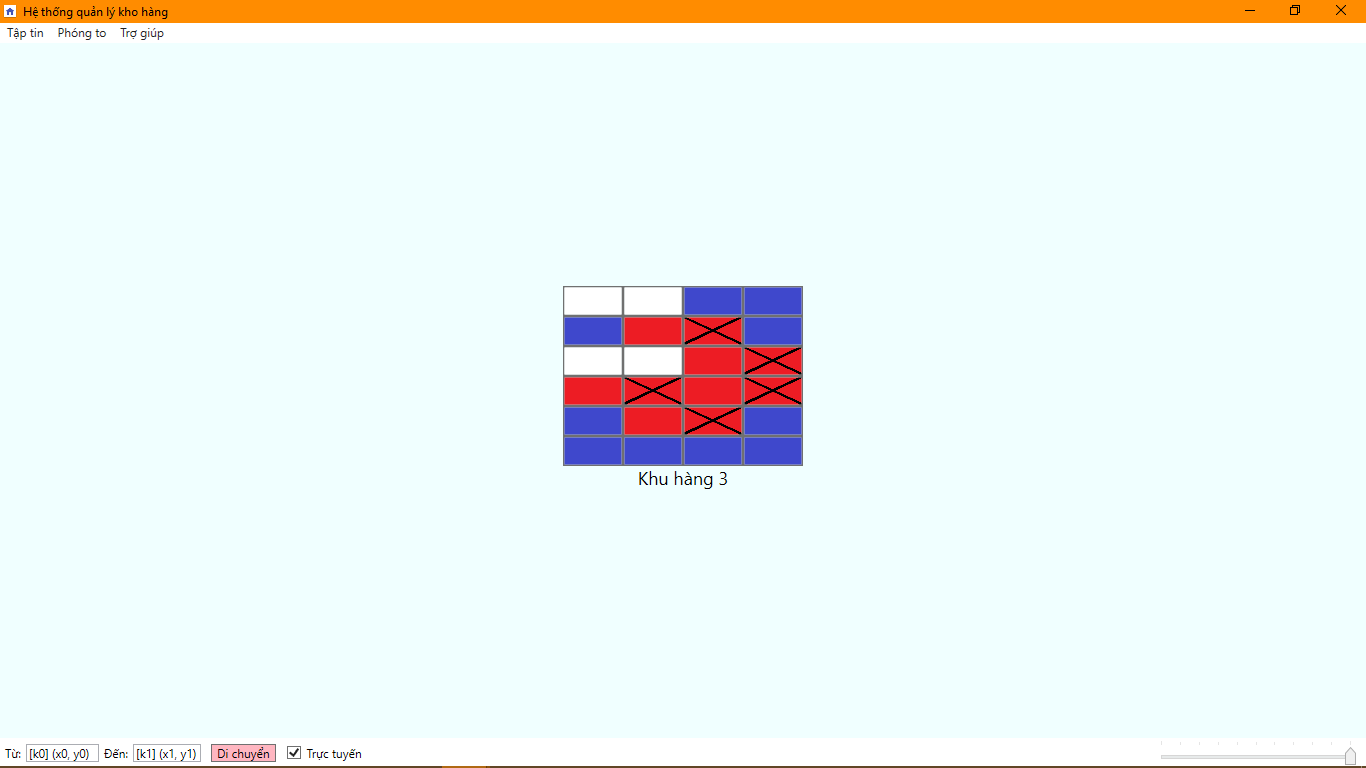 Hệ thống quản lý kho hàng
Tập tin Phóng to Trợ giúp
Khu hàng 3
Từ: [k0] (x0, y0) Đến: [k1] (x1, y1) Di chuyển Trực tuyến